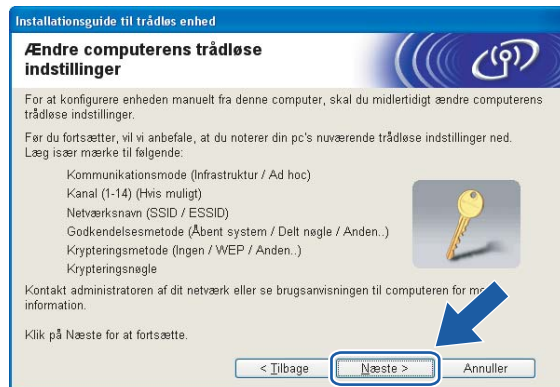 Installationsguide til trådløs enhed
Ændre computerens trådløse
indstillinger
For at konfigurere enheden manuelt fra denne computer, skal du midlertidigt ændre computerens
trådløse indstillinger.
Før du fortsætter, vil vi anbefale, at du noterer din pc's nuværende trådløse indstillinger ned.
Læg især mærke til følgende:
Kommunikationsmode (Infrastruktur / Ad hoc)
Kanal (1-14) (Hvis muligt)
Netværksnavn (SSID / ESSID)
Godkendelsesmetode (Åbent system / Delt nøgle / Anden..)
Krypteringsmetode (Ingen / WEP / Anden..)
Krypteringsnøgle
Kontakt administratoren af dit netværk eller se brugsanvisningen til computeren for
information.
Klik på Næste for at fortsætte.
< Tilbage Næste > Annuller